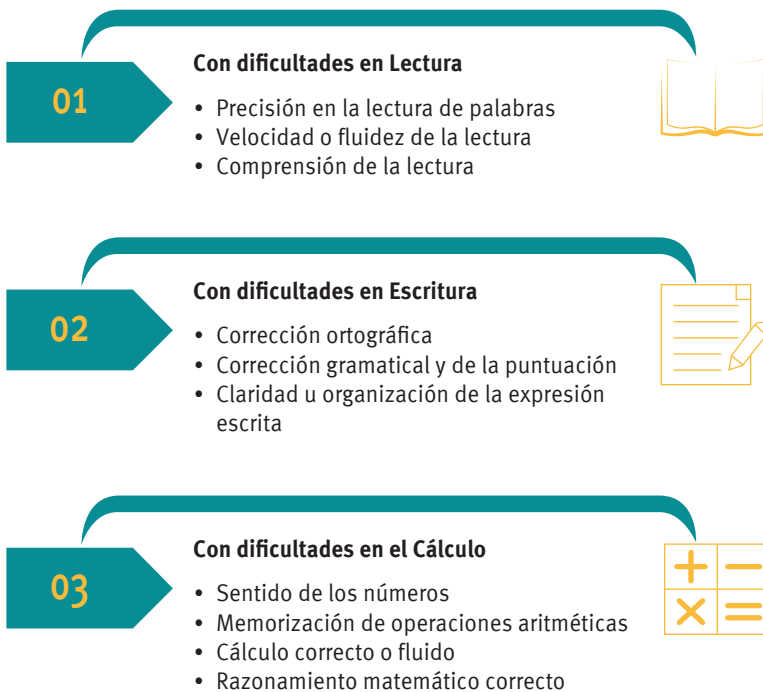 01
Con dificultades en Lectura
• Precisión en la lectura de palabras
• Velocidad o fluidez de la lectura
• Comprensión de la lectura
02
Con dificultades en Escritura
• Corrección ortográfica
• Corrección gramatical y de la puntuación
• Claridad u organización de la expresión
escrita
03
Con dificultades en el Cálculo
• Sentido de los números
• Memorización de operaciones aritméticas
• Cálculo correcto o fluido
• Razonamiento matemático correcto